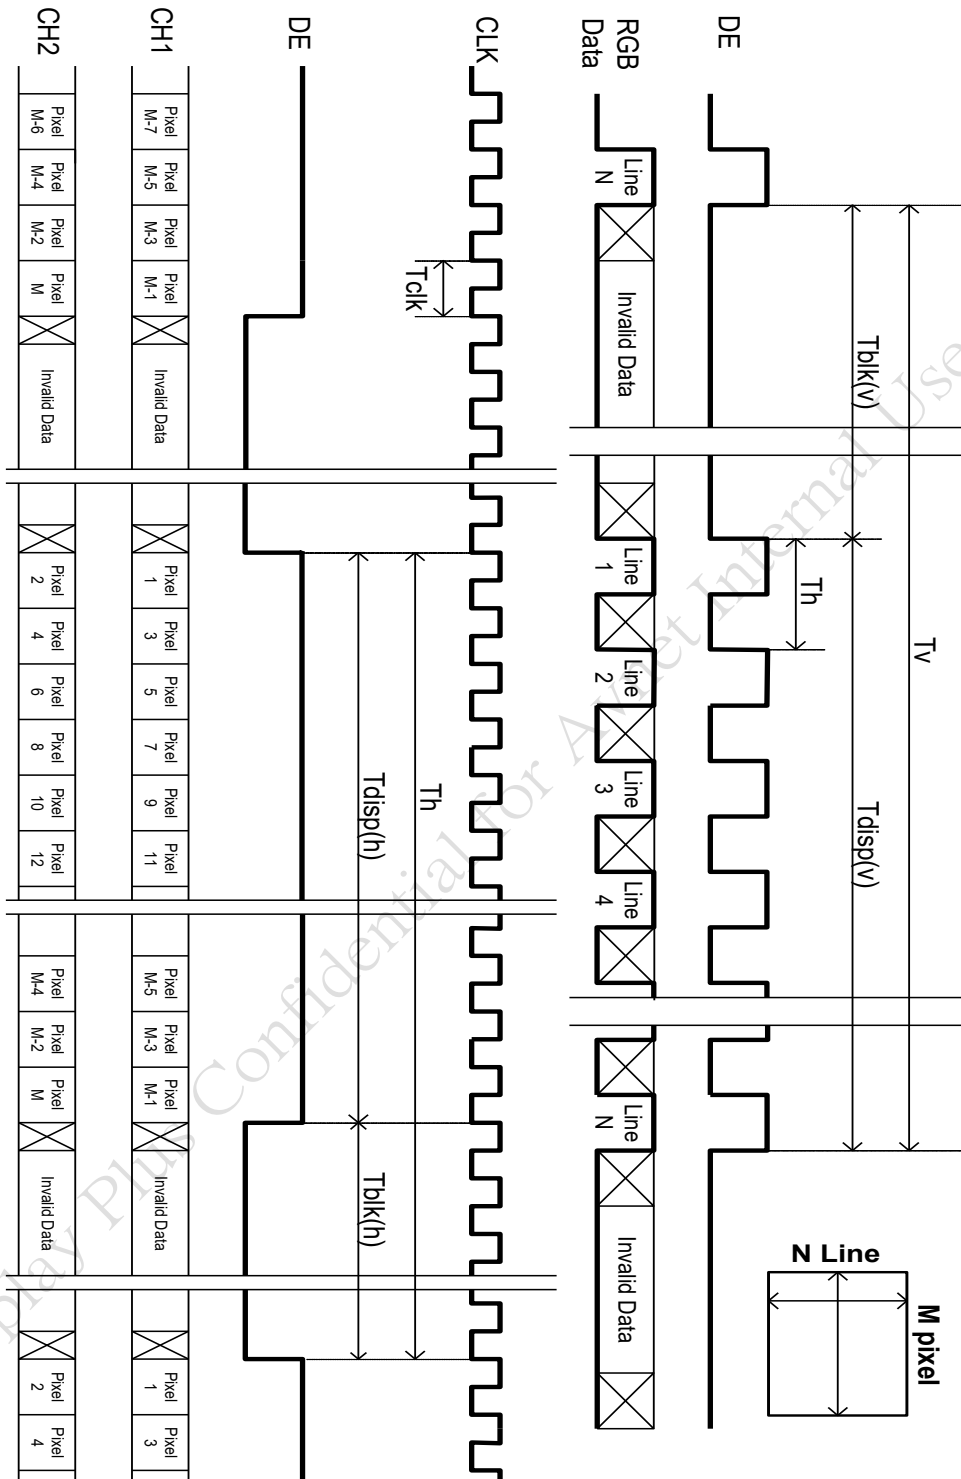 Tv
Tblk(v)
Tdisp(v)
Th
DE
RGB
Data
Line
N
Invalid Data
Line
1
Line
2
Line
3
Line
4
Line
N
Invalid Data
N Line
M pixel
Tclk
CLK
Th
Tdisp(h)
Tblk(h)
DE
CH1
Pixel
M-7
Pixel
M-5
Pixel
M-3
Pixel
M-1
Invalid Data
Pixel
1
Pixel
3
Pixel
5
Pixel
7
Pixel
9
Pixel
11
Pixel
M-5
Pixel
M-3
Pixel
M-1
Invalid Data
Pixel
1
Pixel
3
CH2
Pixel
M-6
Pixel
M-4
Pixel
M-2
Pixel
M
Invalid Data
Pixel
2
Pixel
4
Pixel
6
Pixel
8
Pixel
10
Pixel
12
Pixel
M-4
Pixel
M-2
Pixel
M
Invalid Data
Pixel
2
Pixel
4
play Plus Confidential for Avnet Internal Use